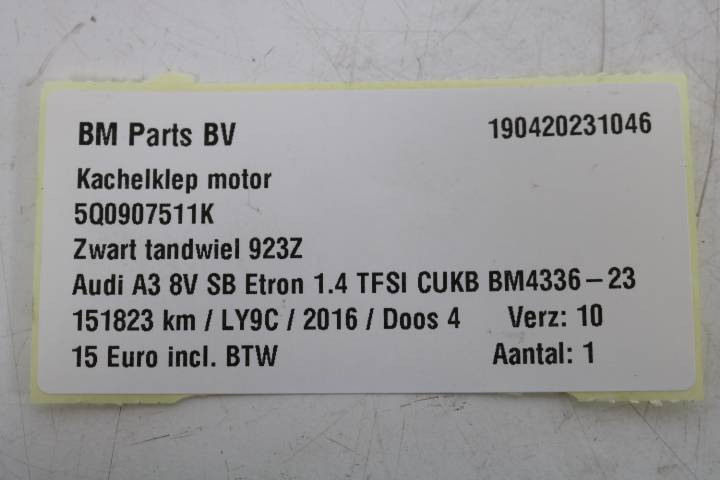 BM Parts BV 190420231046
Kachelklep motor
5Q0907511K
Zwart tandwiel 923Z
Audi A3 8V SB Etron 1.4 TFSI CUKB BM4336-23
151823 km / LY9C / 2016 / Doos 4 Verz: 10
15 Euro incl. BTW Aantal: 1